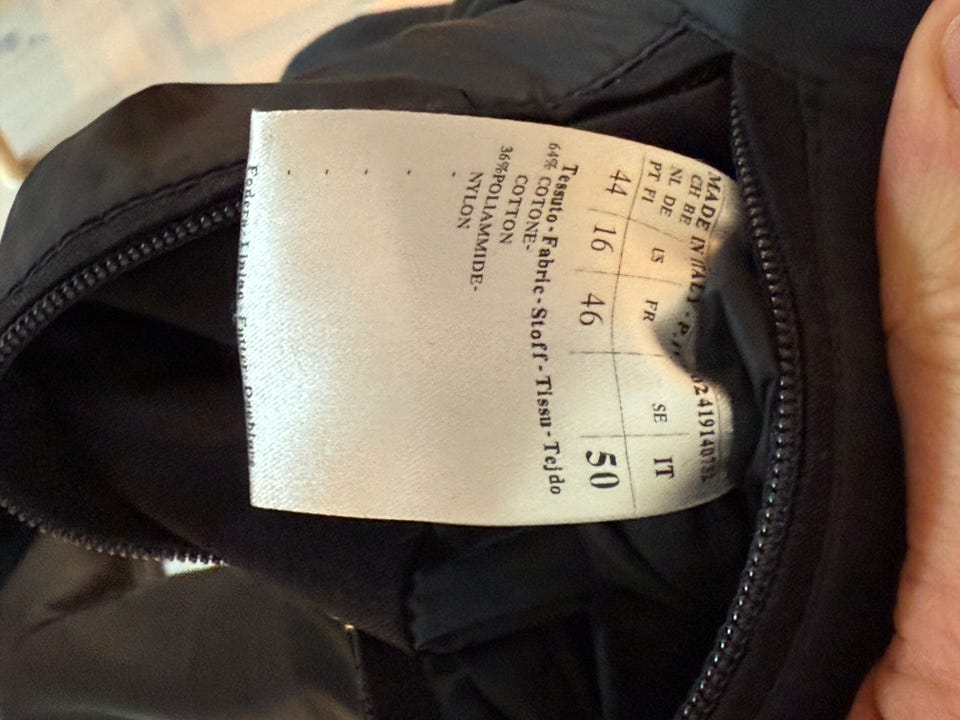 MADE IN ITALY - P. 02419140732
CH BE
NL DE
PT FI US FR SE IT
44 16 46 50
Tessuto-Fabric-Stoff-Tissu-Tejdo
64% COTONE-
COTTON
36%POLIAMMIDE-
NYLON